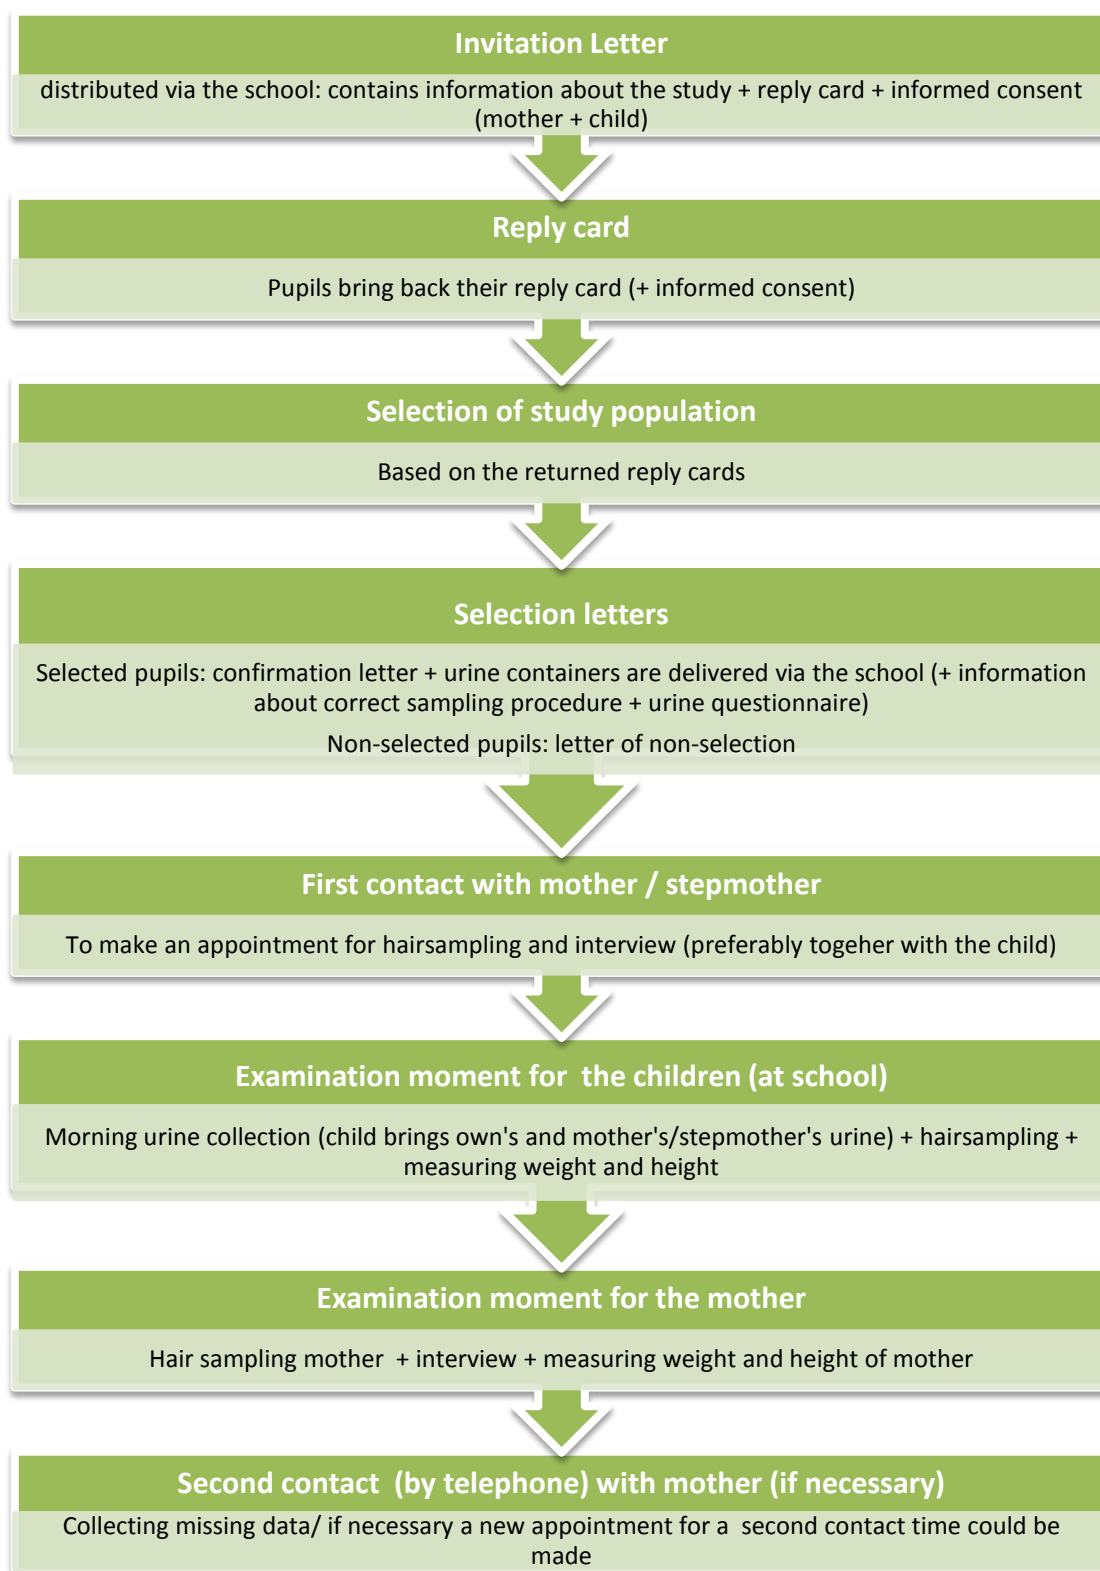 Invitation Letter
distributed via the school: contains information about the study + reply card + informed consent
(mother + child)
Reply card
Pupils bring back their reply card (+ informed consent)
Selection of study population
Based on the returned reply cards
Selection letters
Selected pupils: confirmation letter + urine containers are delivered via the school (+ information
about correct sampling procedure + urine questionnaire)
Non-selected pupils: letter of non-selection
First contact with mother / stepmother
To make an appointment for hairsampling and interview (preferably togeher with the child)
Examination moment for the children (at school)
Morning urine collection (child brings own's and mother's/stepmother's urine) + hairsampling +
measuring weight and height
Examination moment for the mother
Hair sampling mother + interview + measuring weight and height of mother
Second contact (by telephone) with mother (if necessary)
Collecting missing data/ if necessary a new appointment for a second contact time could be
made